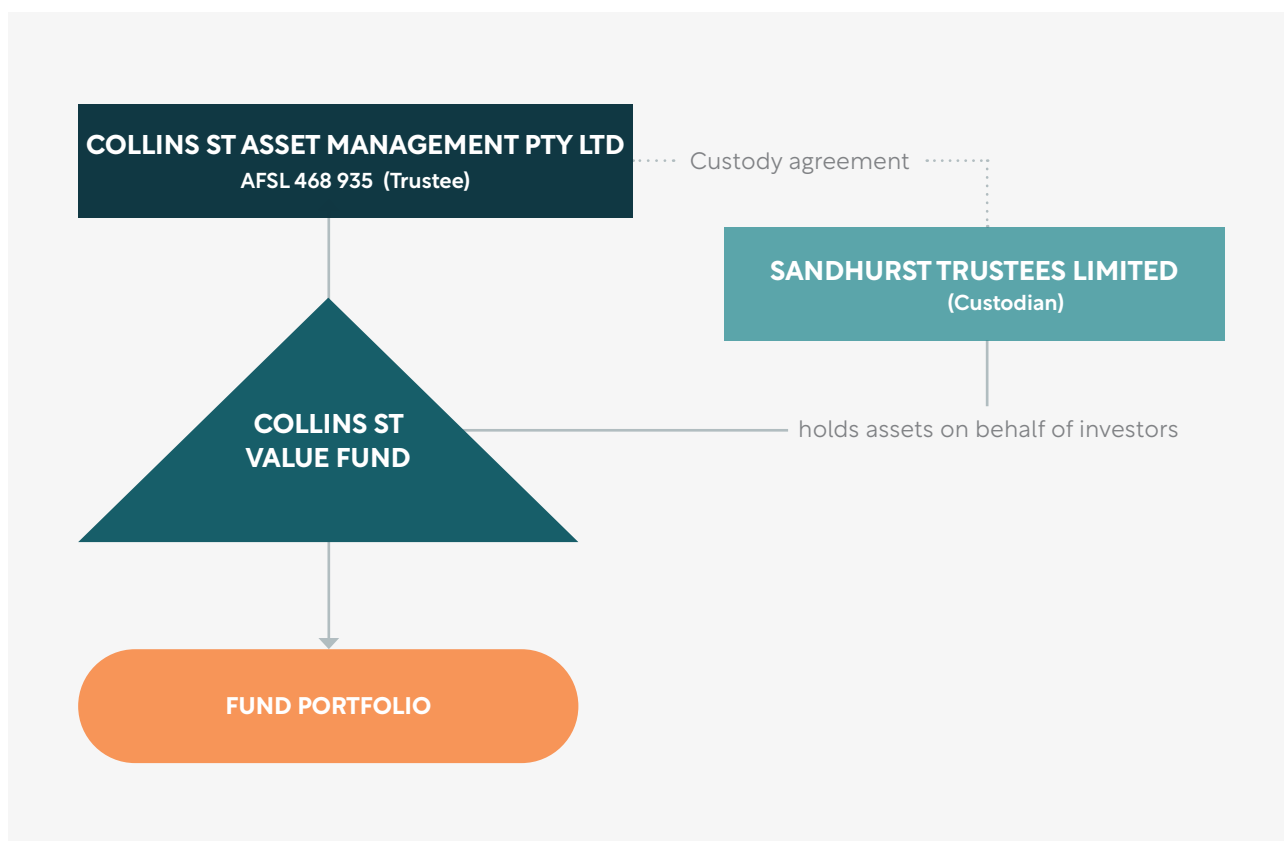 COLLINS ST ASSET MANAGEMENT PTY LTD
AFSL 468 935 (Trustee)
Custody agreement
SANDHURST TRUSTEES LIMITED
(Custodian)
COLLINS ST
VALUE FUND
holds assets on behalf of investors
FUND PORTFOLIO